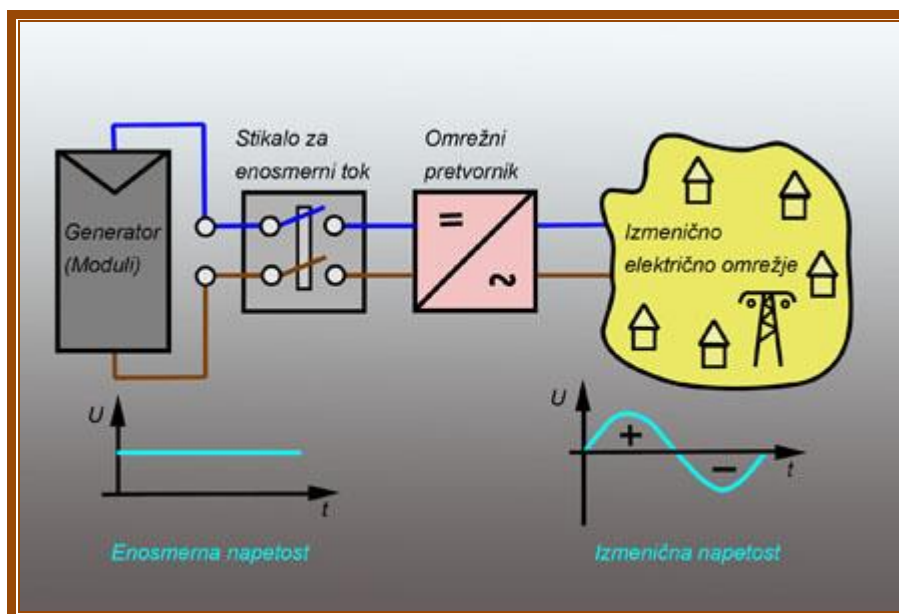 Stikalo za
enosmerni tok
Omrežni
pretvornik
Generator
(Moduli)
=
~
Izmenično
električno omrežje
U
t
Enosmerna napetost
U
+
−
t
Izmenična napetost